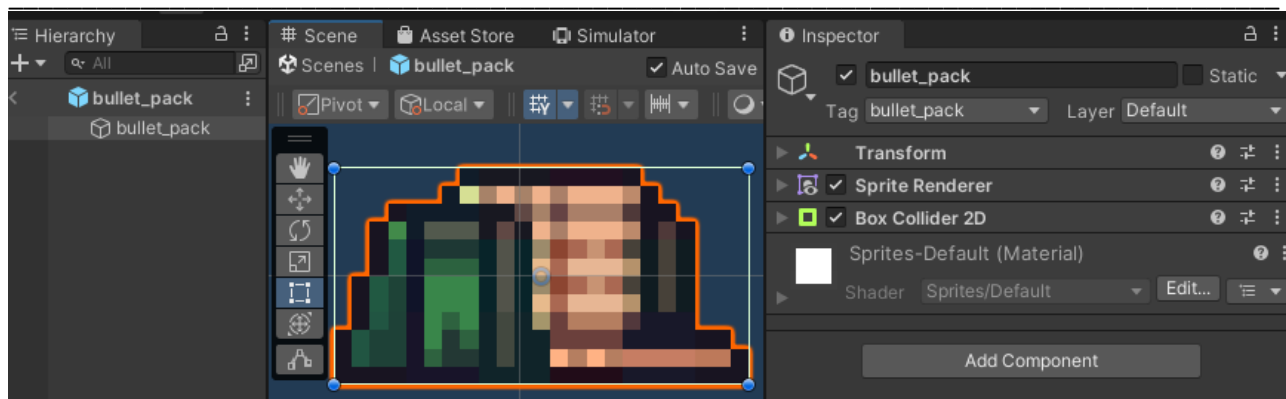 Hierarchy
All
bullet_pack
bullet_pack
Scene
Asset Store
Simulator
Scenes | bullet_pack
Auto Save
Pivot
Local
Inspector
bullet_pack
Static
Tag bullet_pack
Layer Default
Transform
Sprite Renderer
Box Collider 2D
Sprites-Default (Material)
Shader Sprites/Default
Edit...
Add Component